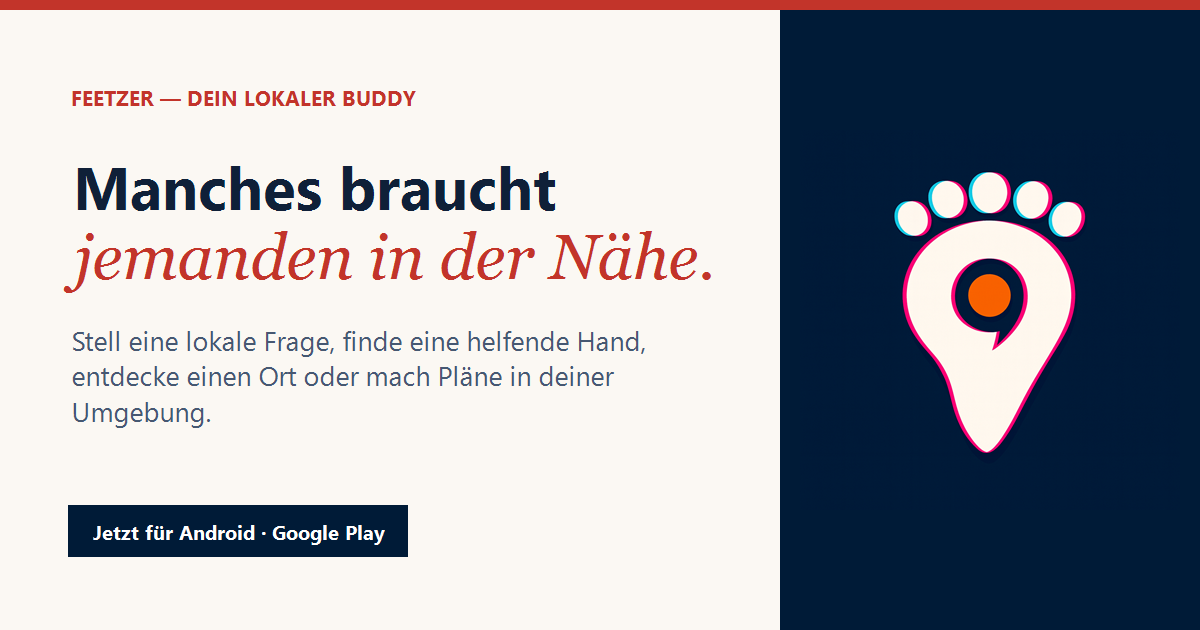 FEETZER — DEIN LOKALER BUDDY
Manches braucht
jemanden in der Nähe.
Stell eine lokale Frage, finde eine helfende Hand,
entdecke einen Ort oder mach Pläne in deiner
Umgebung.
Jetzt für Android · Google Play